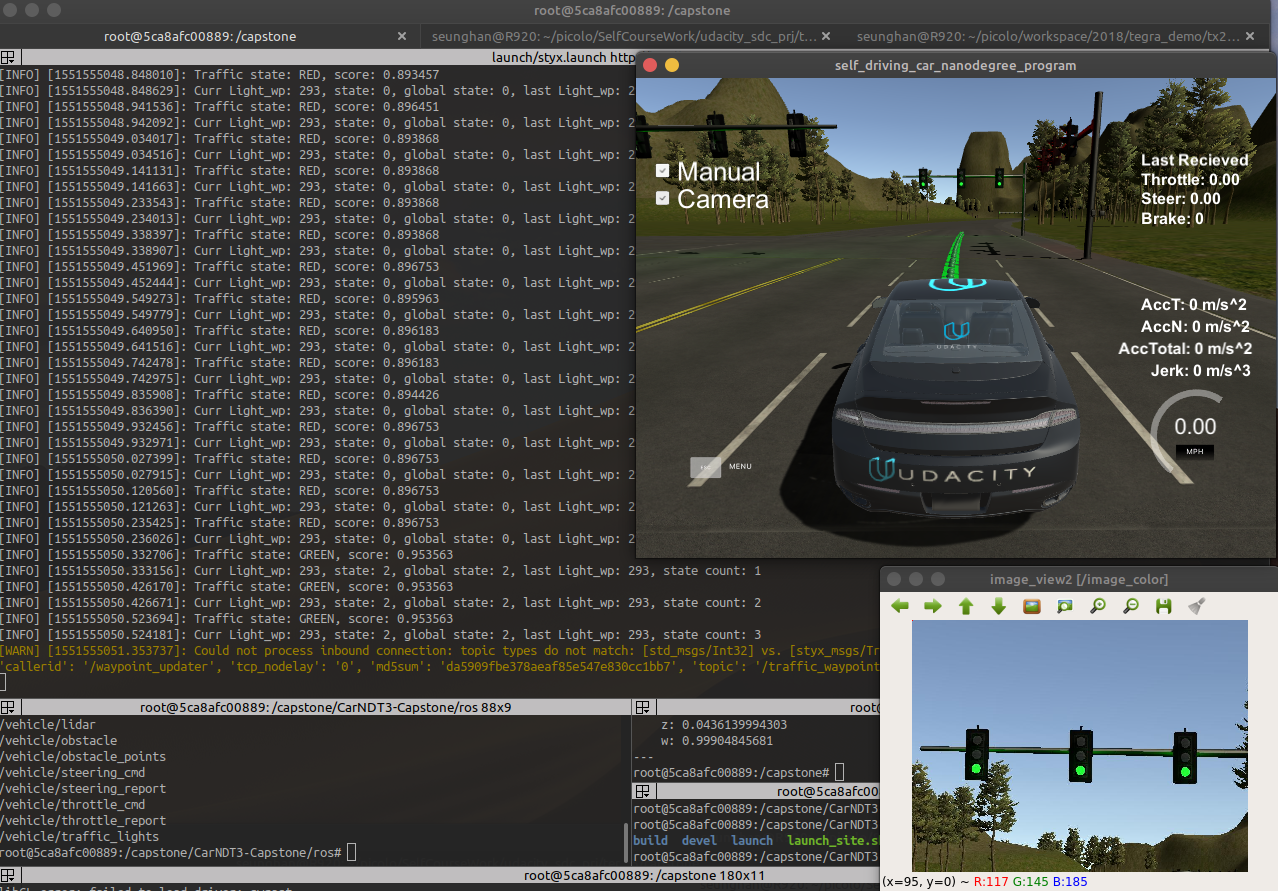 root@5ca8afc00889: /capstone
root@5ca8afc00889: /capstone
seunghan@R920: ~/picolo/SelfCourseWork/udacity_sdc_prj/t...
seunghan@R920: ~/picolo/workspace/2018/tegra_demo/tx2...
launch/styx.launch http
[INFO] [1551555048.848010]: Traffic state: RED, score: 0.893457
[INFO] [1551555048.848629]: Curr Light_wp: 293, state: 0, global state: 0, last Light_wp: 2
[INFO] [1551555048.941536]: Traffic state: RED, score: 0.896451
[INFO] [1551555048.942092]: Curr Light_wp: 293, state: 0, global state: 0, last Light_wp: 2
[INFO] [1551555049.034017]: Traffic state: RED, score: 0.893868
[INFO] [1551555049.034516]: Curr Light_wp: 293, state: 0, global state: 0, last Light_wp: 2
[INFO] [1551555049.141131]: Traffic state: RED, score: 0.893868
[INFO] [1551555049.141663]: Curr Light_wp: 293, state: 0, global state: 0, last Light_wp: 2
[INFO] [1551555049.233543]: Traffic state: RED, score: 0.893868
[INFO] [1551555049.234013]: Curr Light_wp: 293, state: 0, global state: 0, last Light_wp: 2
[INFO] [1551555049.338397]: Traffic state: RED, score: 0.893868
[INFO] [1551555049.338907]: Curr Light_wp: 293, state: 0, global state: 0, last Light_wp: 2
[INFO] [1551555049.451969]: Traffic state: RED, score: 0.896753
[INFO] [1551555049.452444]: Curr Light_wp: 293, state: 0, global state: 0, last Light_wp: 2
[INFO] [1551555049.549273]: Traffic state: RED, score: 0.895963
[INFO] [1551555049.549779]: Curr Light_wp: 293, state: 0, global state: 0, last Light_wp: 2
[INFO] [1551555049.640950]: Traffic state: RED, score: 0.896183
[INFO] [1551555049.641516]: Curr Light_wp: 293, state: 0, global state: 0, last Light_wp: 2
[INFO] [1551555049.742478]: Traffic state: RED, score: 0.896183
[INFO] [1551555049.742975]: Curr Light_wp: 293, state: 0, global state: 0, last Light_wp: 2
[INFO] [1551555049.835908]: Traffic state: RED, score: 0.894426
[INFO] [1551555049.836390]: Curr Light_wp: 293, state: 0, global state: 0, last Light_wp: 2
[INFO] [1551555049.932456]: Traffic state: RED, score: 0.896753
[INFO] [1551555049.932971]: Curr Light_wp: 293, state: 0, global state: 0, last Light_wp: 2
[INFO] [1551555050.027399]: Traffic state: RED, score: 0.896753
[INFO] [1551555050.027915]: Curr Light_wp: 293, state: 0, global state: 0, last Light_wp: 2
[INFO] [1551555050.120560]: Traffic state: RED, score: 0.896753
[INFO] [1551555050.121263]: Curr Light_wp: 293, state: 0, global state: 0, last Light_wp: 2
[INFO] [1551555050.235425]: Traffic state: RED, score: 0.896753
[INFO] [1551555050.236026]: Curr Light_wp: 293, state: 0, global state: 0, last Light_wp: 2
[INFO] [1551555050.332706]: Traffic state: GREEN, score: 0.953563
[INFO] [1551555050.333156]: Curr Light_wp: 293, state: 2, global state: 2, last Light_wp: 293, state count: 1
[INFO] [1551555050.426170]: Traffic state: GREEN, score: 0.953563
[INFO] [1551555050.426671]: Curr Light_wp: 293, state: 2, global state: 2, last Light_wp: 293, state count: 2
[INFO] [1551555050.523694]: Traffic state: GREEN, score: 0.953563
[INFO] [1551555050.524181]: Curr Light_wp: 293, state: 2, global state: 2, last Light_wp: 293, state count: 3
[WARN] [1551555051.353737]: Could not process inbound connection: topic types do not match: [std_msgs/Int32] vs. [styx_msgs/Tr
'callerid': '/waypoint_updater', 'tcp_nodelay': '0', 'md5sum': 'da5909fbe378aeaf85e547e830cc1bb7', 'topic': '/traffic_waypoint
self_driving_car_nanodegree_program
Manual
Camera
Last Recieved
Throttle: 0.00
Steer: 0.00
Brake: 0
AccT: 0 m/s^2
AccN: 0 m/s^2
AccTotal: 0 m/s^2
Jerk: 0 m/s^3
0.00
MPH
MENU
UDACITY
UDACITY
image_view2 [/image_color]
(x=95, y=0) ~ R:117 G:145 B:185
root@5ca8afc00889: /capstone/CarNDT3-Capstone/ros 88x9
/vehicle/lidar
/vehicle/obstacle
/vehicle/obstacle_points
/vehicle/steering_cmd
/vehicle/steering_report
/vehicle/throttle_cmd
/vehicle/throttle_report
/vehicle/traffic_lights
root@5ca8afc00889:/capstone/CarNDT3-Capstone/ros#
root
z: 0.0436139994303
w: 0.99904845681
---
root@5ca8afc00889:/capstone#
root@5ca8afc00
root@5ca8afc00889:/capstone/CarNDT3
root@5ca8afc00889:/capstone/CarNDT3
build devel launch launch_site.s
root@5ca8afc00889:/capstone/CarNDT3
root@5ca8afc00889: /capstone 180x11